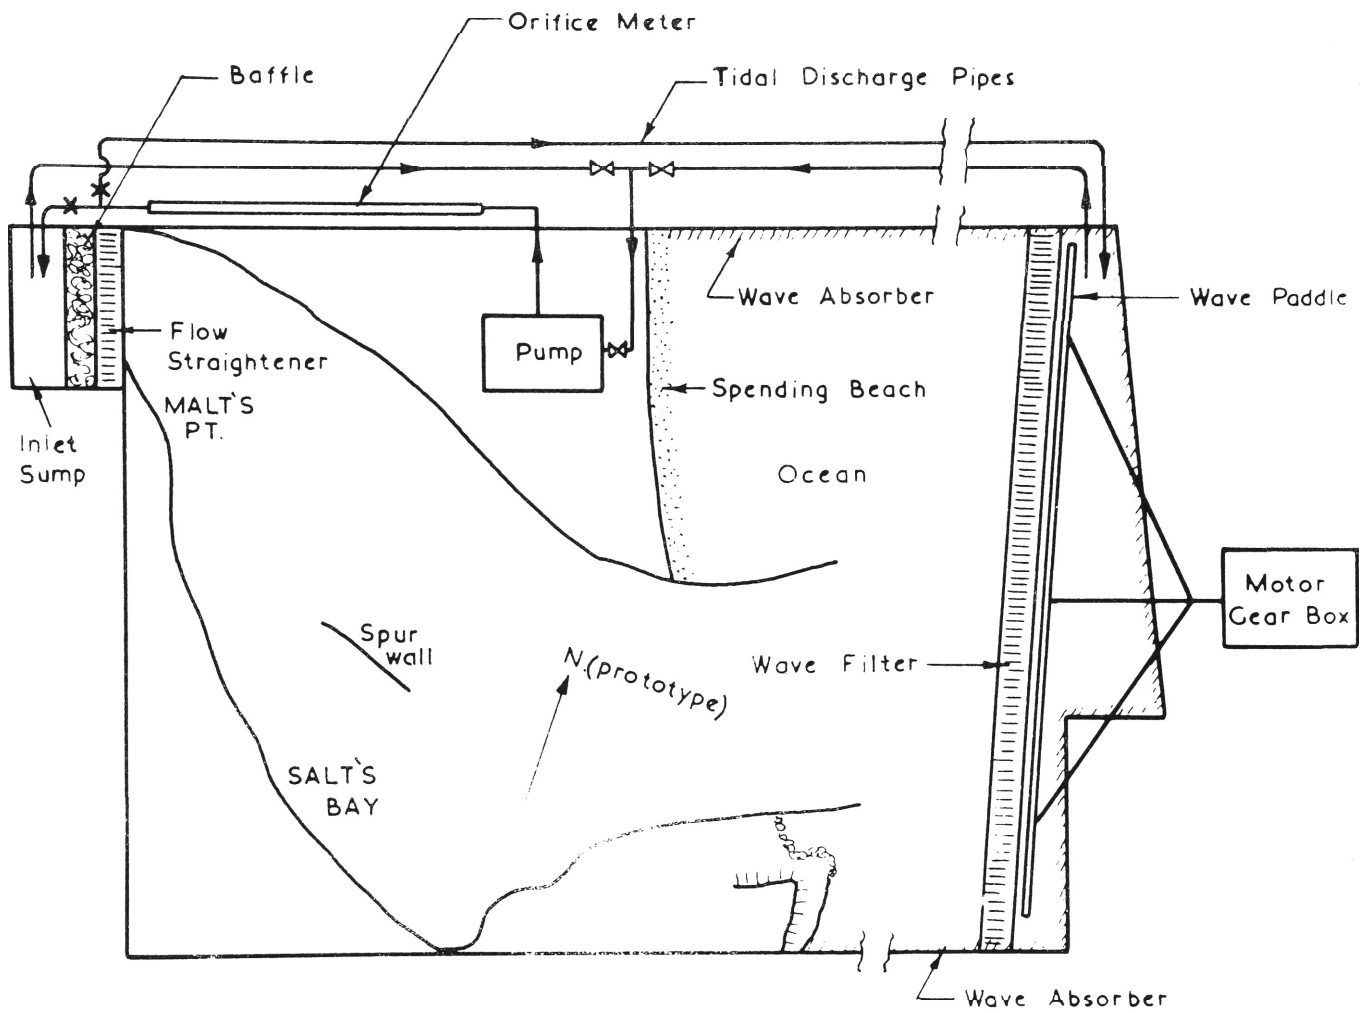 Orifice Meter
Baffle
Tidal Discharge Pipes
Wave Absorber
Wave Paddle
Flow
Straightener
Pump
Spending Beach
MALT'S
PT.
Inlet
Sump
Ocean
Motor
Gear Box
Spur
wall
N.(prototype)
Wave Filter
SALT'S
BAY
Wave Absorber